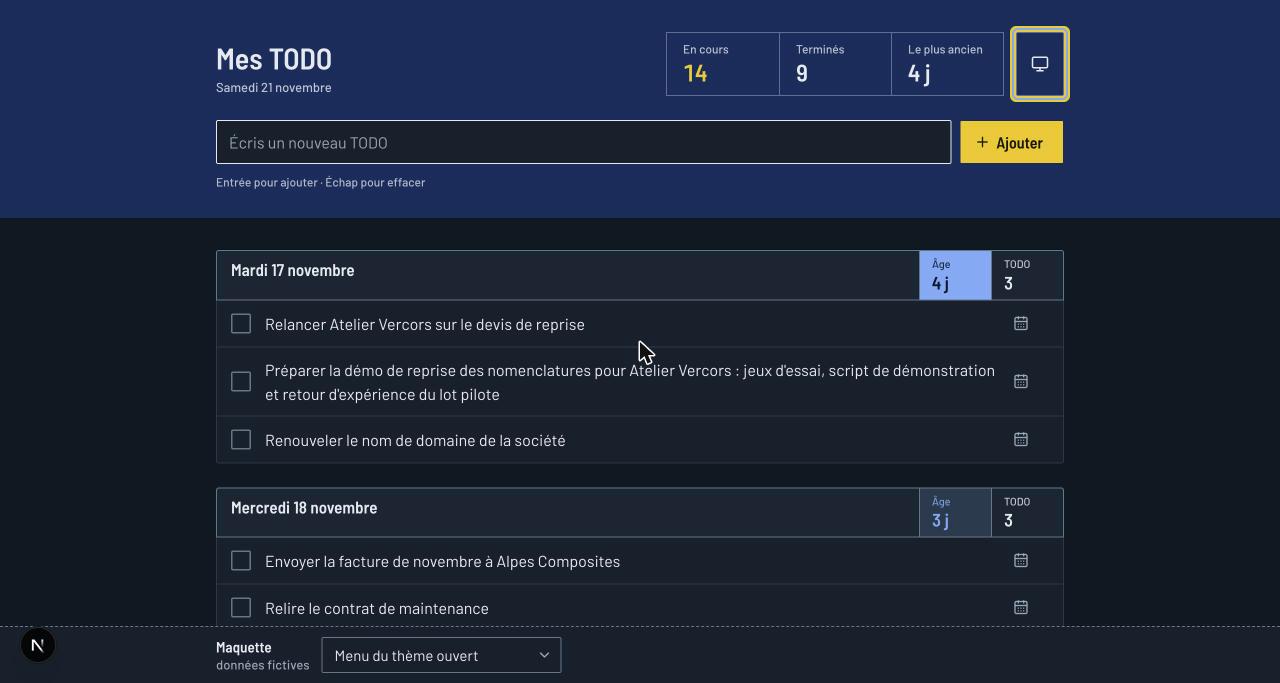 Mes TODO
Samedi 21 novembre
En cours
14
Terminés
9
Le plus ancien
4 j
Écris un nouveau TODO
Ajouter
Entrée pour ajouter · Échap pour effacer
Mardi 17 novembre
Âge
4 j
TODO
3
Relancer Atelier Vercors sur le devis de reprise
Préparer la démo de reprise des nomenclatures pour Atelier Vercors : jeux d'essai, script de démonstration
et retour d'expérience du lot pilote
Renouveler le nom de domaine de la société
Mercredi 18 novembre
Âge
3 j
TODO
3
Envoyer la facture de novembre à Alpes Composites
Relire le contrat de maintenance
N
Maquette
données fictives
Menu du thème ouvert